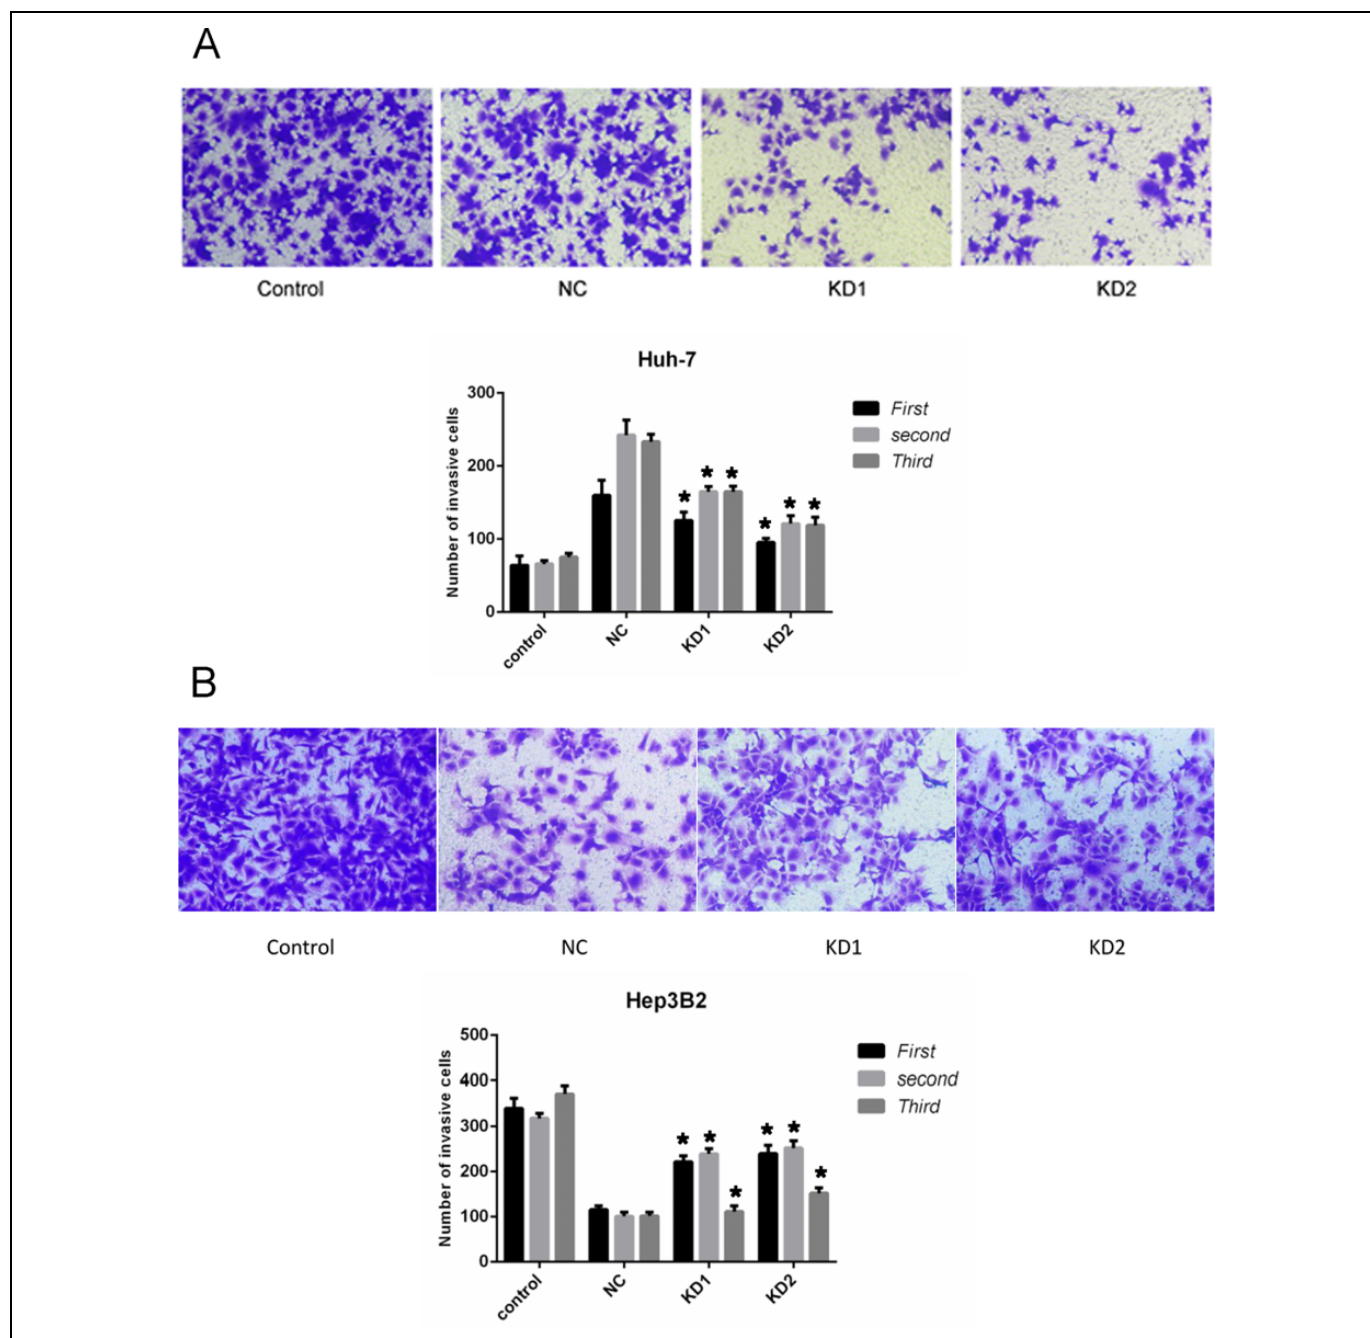 A
Control NC KD1 KD2
Huh-7
Number of invasive cells
300
200
100
0
control NC KD1 KD2
* * * * * *
First
second
Third
B
Control NC KD1 KD2
Hep3B2
Number of invasive cells
500
400
300
200
100
0
control NC KD1 KD2
* * * * * *
First
second
Third